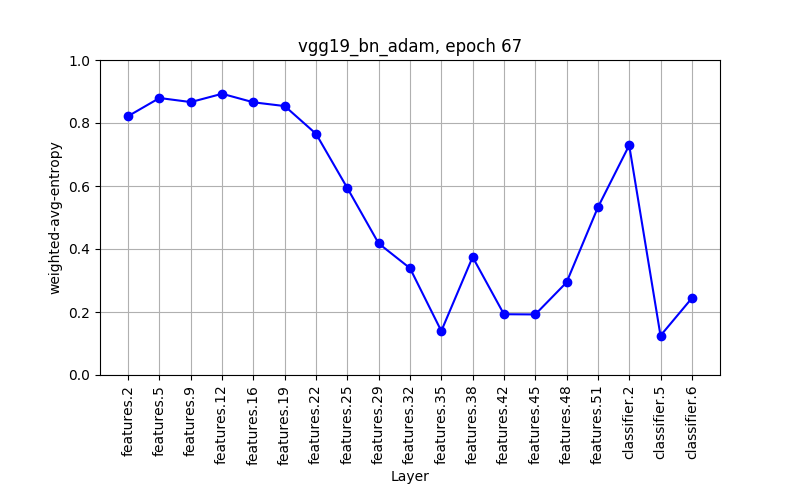 vgg19_bn_adam, epoch 67
weighted-avg-entropy
1.0
0.8
0.6
0.4
0.2
0.0
features.2
features.5
features.9
features.12
features.16
features.19
features.22
features.25
features.29
features.32
features.35
features.38
features.42
features.45
features.48
features.51
classifier.2
classifier.5
classifier.6
Layer